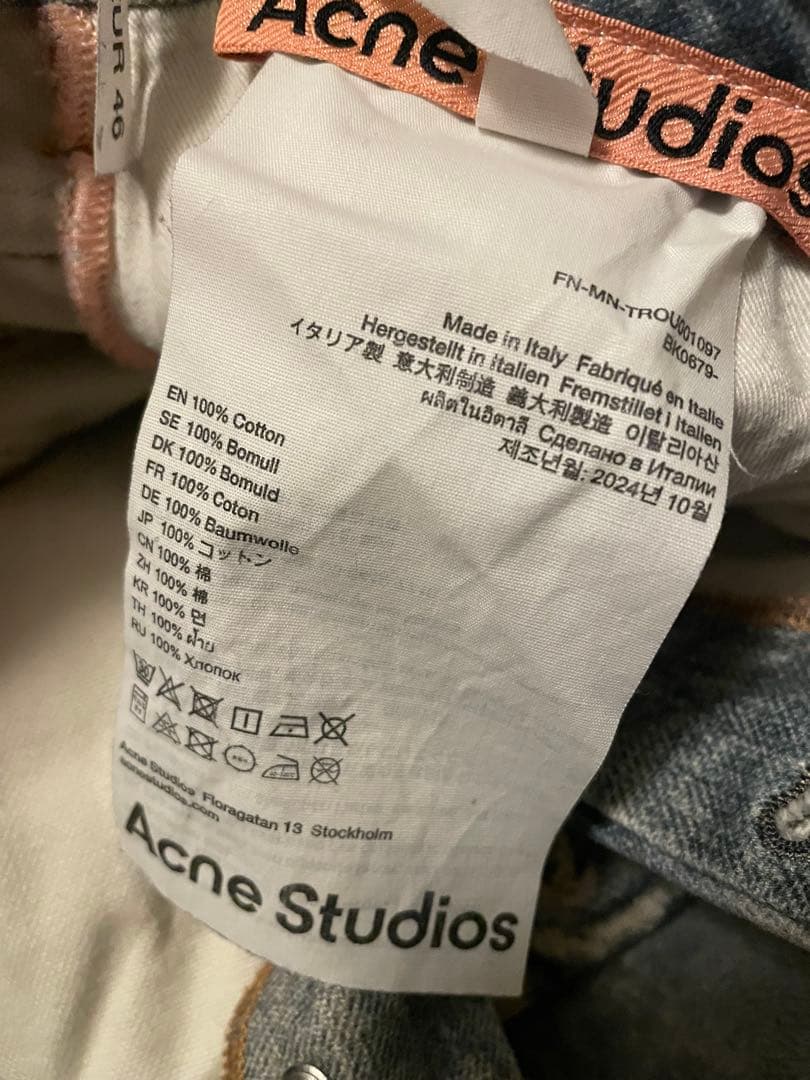 Acne Studios
EUR 46
FN-MN-TROU001097
BK0679-
Made in Italy Fabriqué en Italie
Hergestellt in Italien Fremstillet i Italien
イタリア製 意大利制造 義大利製造 이탈리아산
ผลิตในอิตาลี Сделано в Италии
제조년월: 2024년 10월
EN 100% Cotton
SE 100% Bomull
DK 100% Bomuld
FR 100% Coton
DE 100% Baumwolle
JP 100% コットン
CN 100% 棉
ZH 100% 棉
KR 100% 면
TH 100% ฝ้าย
RU 100% Хлопок
Acne Studios Floragatan 13 Stockholm
acnestudios.com
Acne Studios